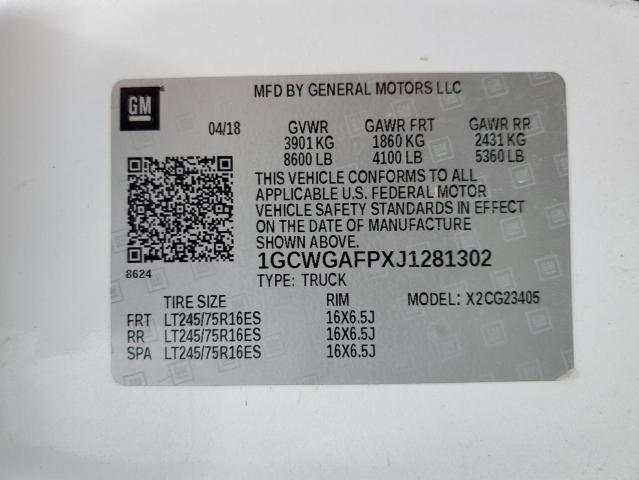 GM
MFD BY GENERAL MOTORS LLC
04/18 GVWR GAWR FRT GAWR RR
3901 KG 1860 KG 2431 KG
8600 LB 4100 LB 5360 LB
THIS VEHICLE CONFORMS TO ALL
APPLICABLE U.S. FEDERAL MOTOR
VEHICLE SAFETY STANDARDS IN EFFECT
ON THE DATE OF MANUFACTURE
SHOWN ABOVE.
1GCWGAFPXJ1281302
8624
TYPE: TRUCK
TIRE SIZE RIM MODEL: X2CG23405
FRT LT245/75R16ES 16X6.5J
RR LT245/75R16ES 16X6.5J
SPA LT245/75R16ES 16X6.5J